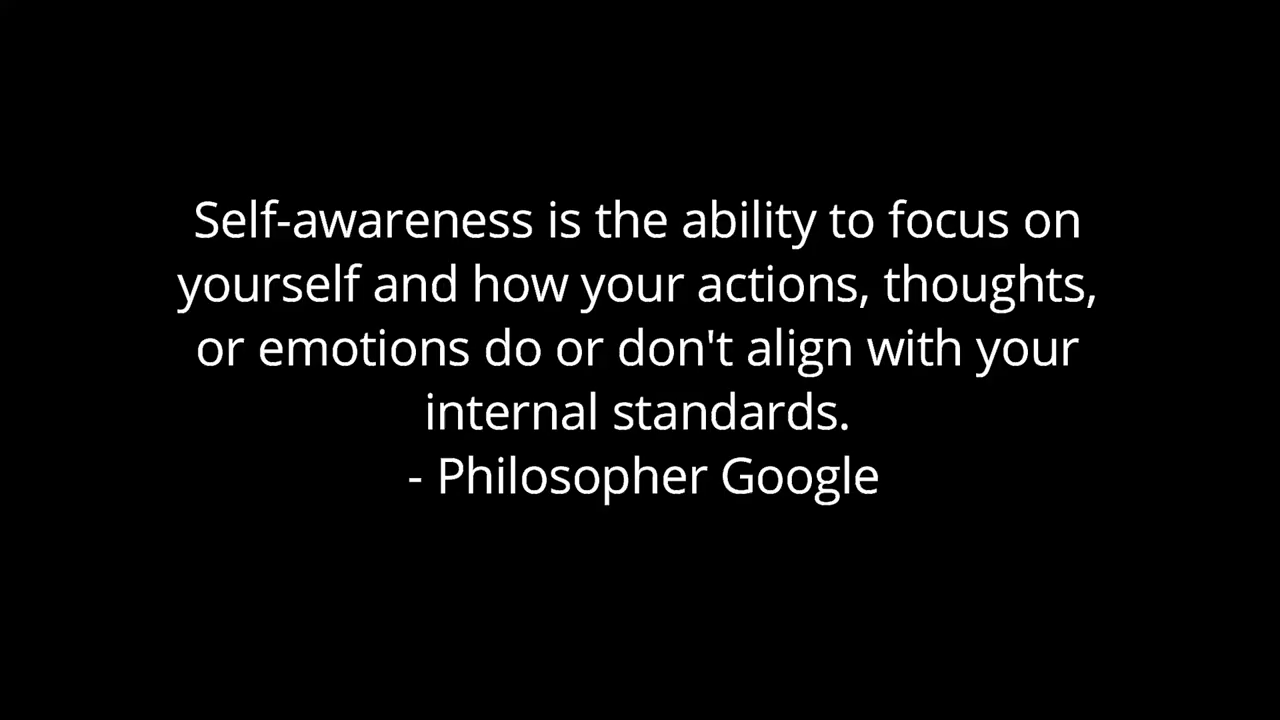 Self-awareness is the ability to focus on
yourself and how your actions, thoughts,
or emotions do or don't align with your
internal standards.
- Philosopher Google